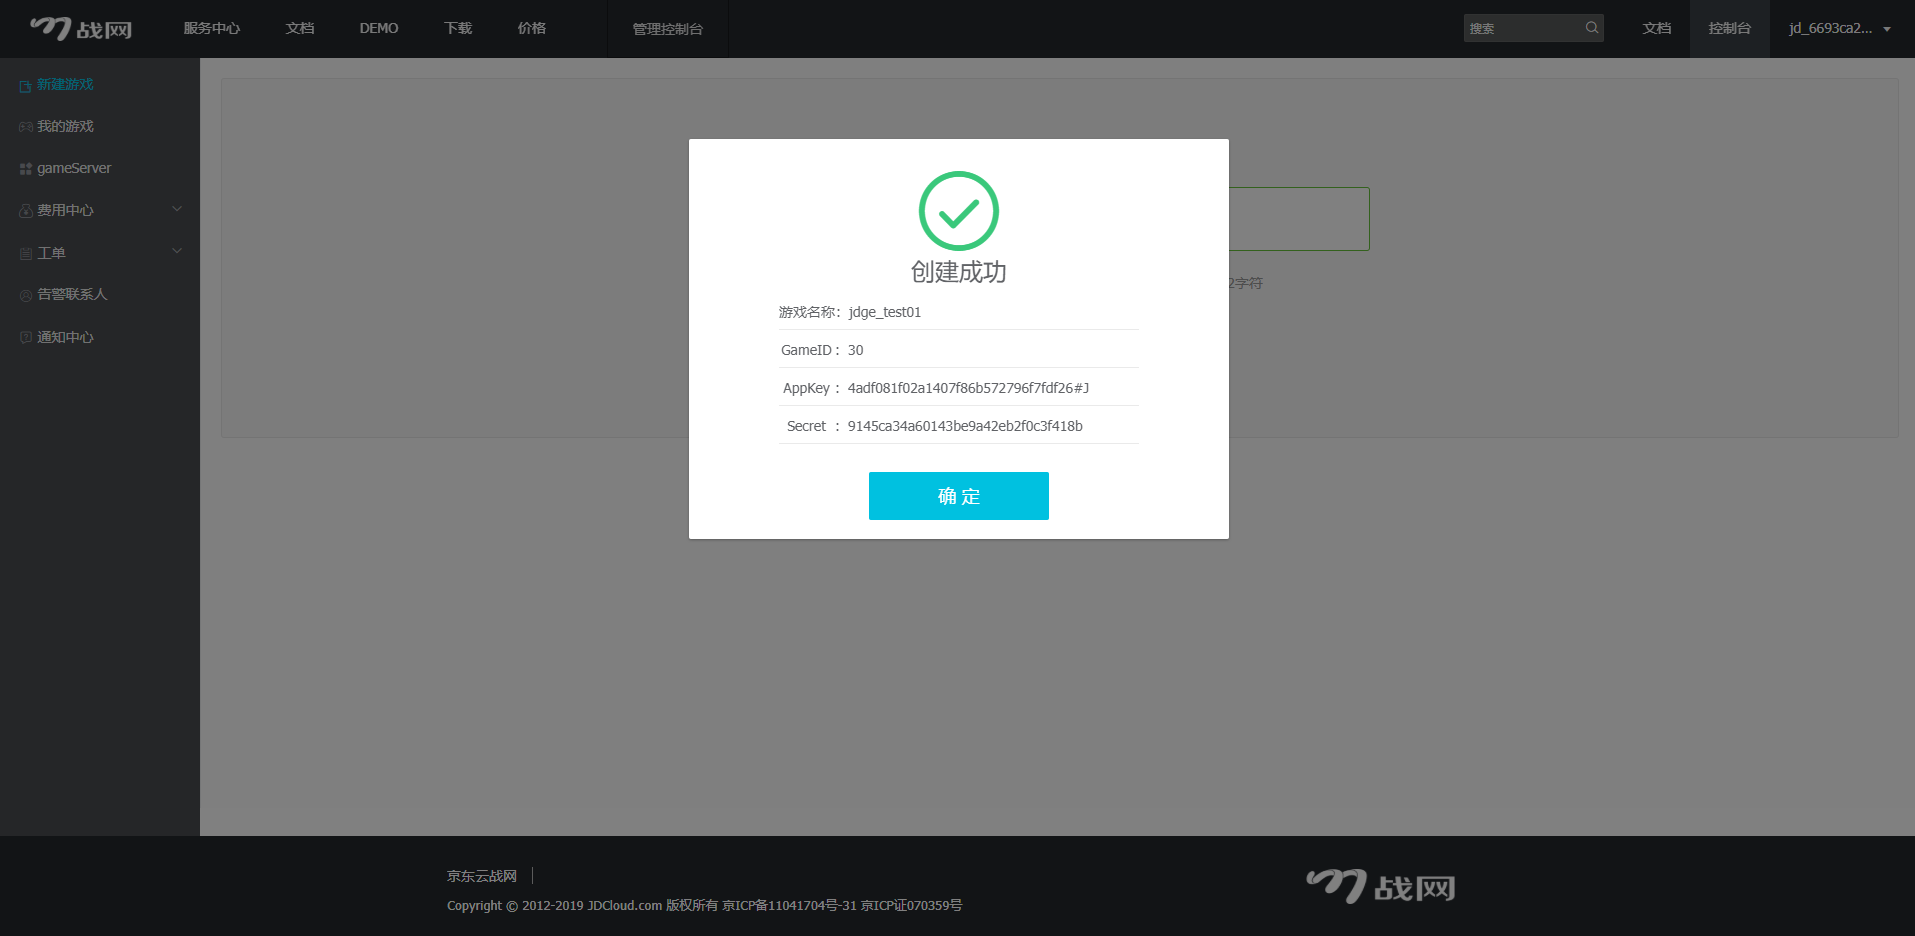 战网 服务中心 文档 DEMO 下载 价格 管理控制台 搜索 文档 控制台 jd_6693ca2...
新建游戏
我的游戏
gameServer
费用中心
工单
告警联系人
通知中心
2字符
创建成功
游戏名称: jdge_test01
GameID : 30
AppKey : 4adf081f02a1407f86b572796f7fdf26#J
Secret : 9145ca34a60143be9a42eb2f0c3f418b
确 定
京东云战网
Copyright © 2012-2019 JDCloud.com 版权所有 京ICP备11041704号-31 京ICP证070359号
战网